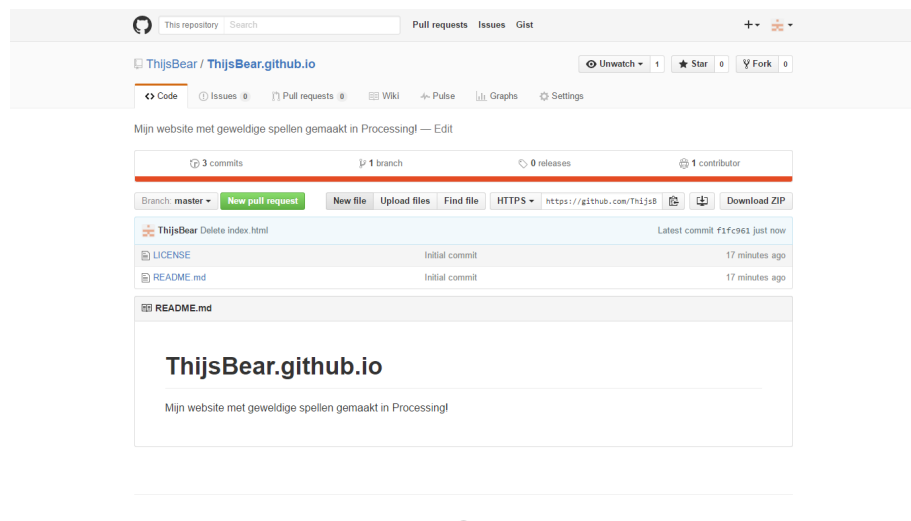 This repository Search Pull requests Issues Gist
ThijsBear / ThijsBear.github.io Unwatch 1 Star 0 Fork 0
Code Issues 0 Pull requests 0 Wiki Pulse Graphs Settings
Mijn website met geweldige spellen gemaakt in Processing! — Edit
3 commits 1 branch 0 releases 1 contributor
Branch: master New pull request New file Upload files Find file HTTPS https://github.com/ThijsB Download ZIP
ThijsBear Delete index.html Latest commit f1fc961 just now
LICENSE Initial commit 17 minutes ago
README.md Initial commit 17 minutes ago
README.md
ThijsBear.github.io
Mijn website met geweldige spellen gemaakt in Processing!